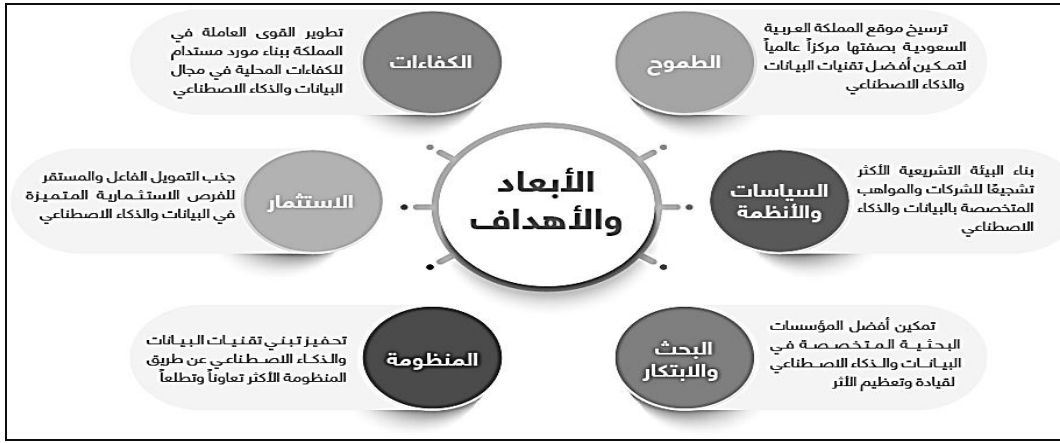 الأبعاد
والأهداف
الطموح
ترسيخ موقع المملكة العربية
السعودية بصفتها مركزاً عالمياً
لتمكين أفضل تقنيات البيانات
والذكاء الاصطناعي
الكفاءات
تطوير القوى العاملة في
المملكة ببناء مورد مستدام
للكفاءات المحلية في مجال
البيانات والذكاء الاصطناعي
السياسات
والأنظمة
بناء البيئة التشريعية الأكثر
تشجيعًا للشركات والمواهب
المتخصصة بالبيانات والذكاء
الاصطناعي
الاستثمار
جذب التمويل الفاعل والمستقر
للفرص الاستثمارية المتميزة
في البيانات والذكاء الاصطناعي
البحث
والابتكار
تمكين أفضل المؤسسات
البحثية المتخصصة في
البيانات والذكاء الاصطناعي
لقيادة وتعظيم الأثر
المنظومة
تحفيز تبني تقنيات البيانات
والذكاء الاصطناعي عن طريق
المنظومة الأكثر تعاوناً وتطلعاً